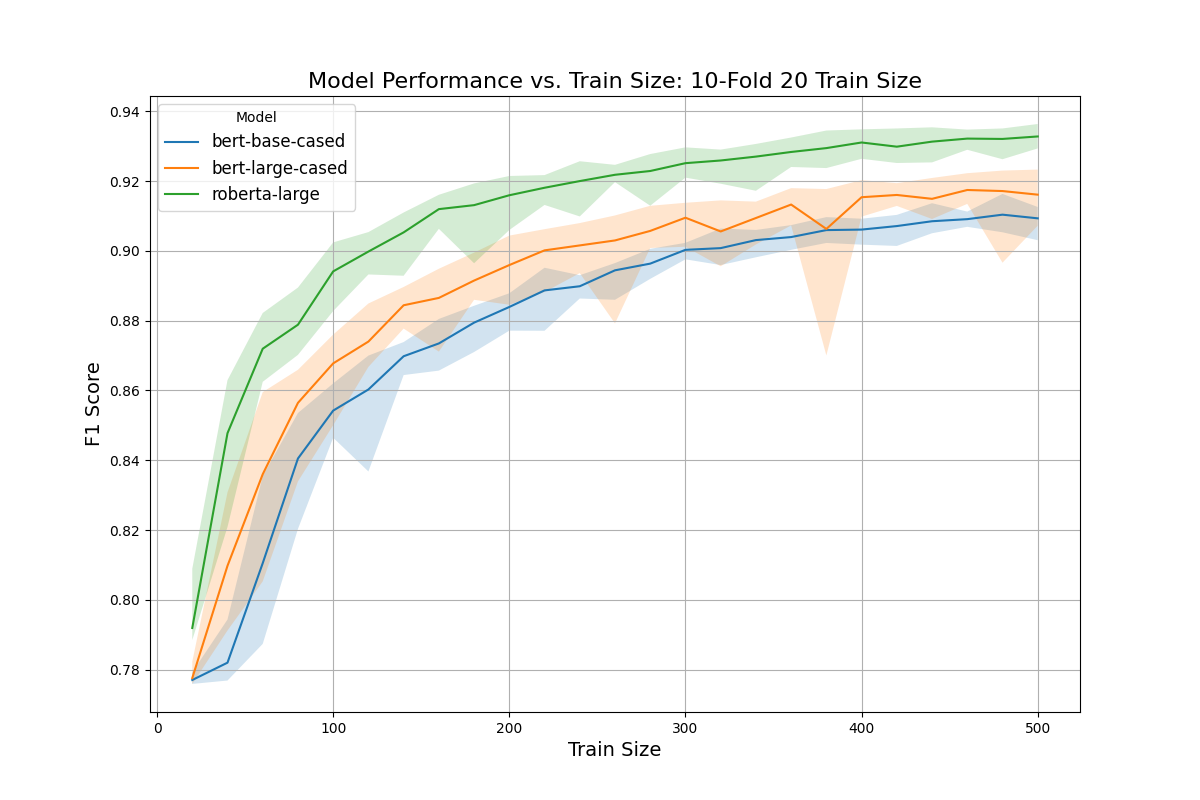 Model Performance vs. Train Size: 10-Fold 20 Train Size
Model
bert-base-cased
bert-large-cased
roberta-large
F1 Score
0.94
0.92
0.90
0.88
0.86
0.84
0.82
0.80
0.78
0
100
200
300
400
500
Train Size